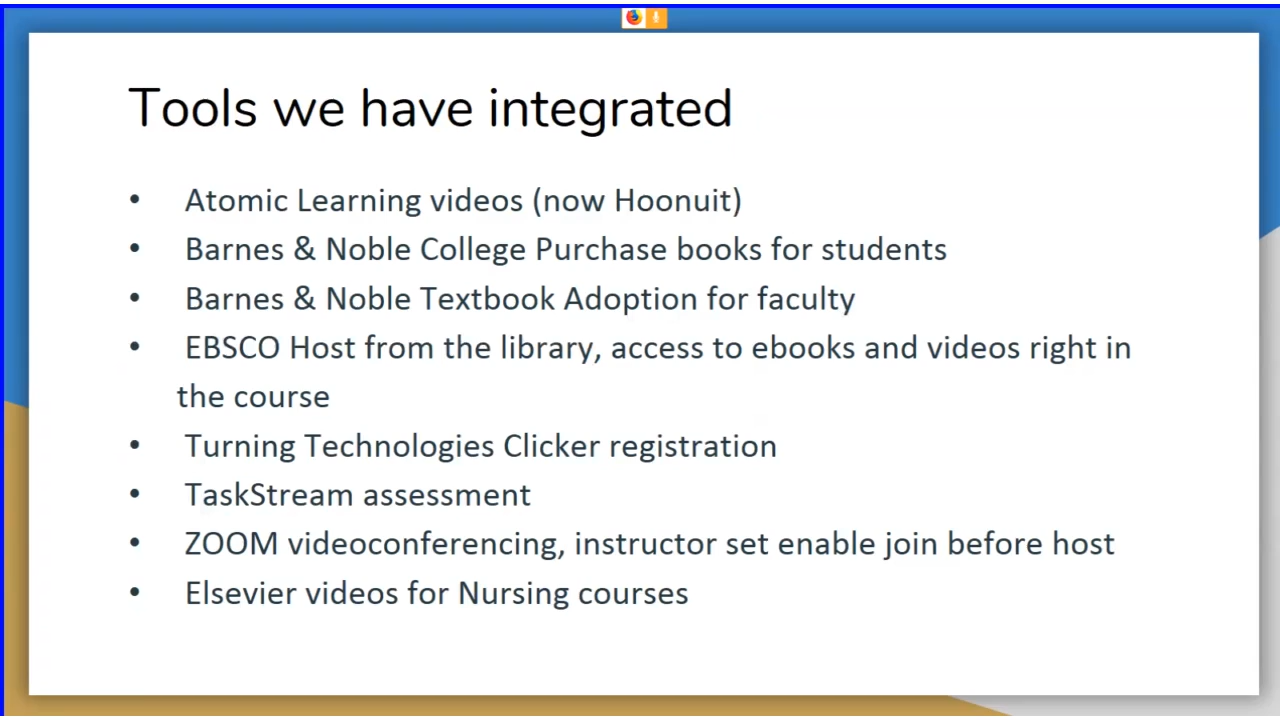 Tools we have integrated
• Atomic Learning videos (now Hoonuit)
• Barnes & Noble College Purchase books for students
• Barnes & Noble Textbook Adoption for faculty
• EBSCO Host from the library, access to ebooks and videos right in
the course
• Turning Technologies Clicker registration
• TaskStream assessment
• ZOOM videoconferencing, instructor set enable join before host
• Elsevier videos for Nursing courses